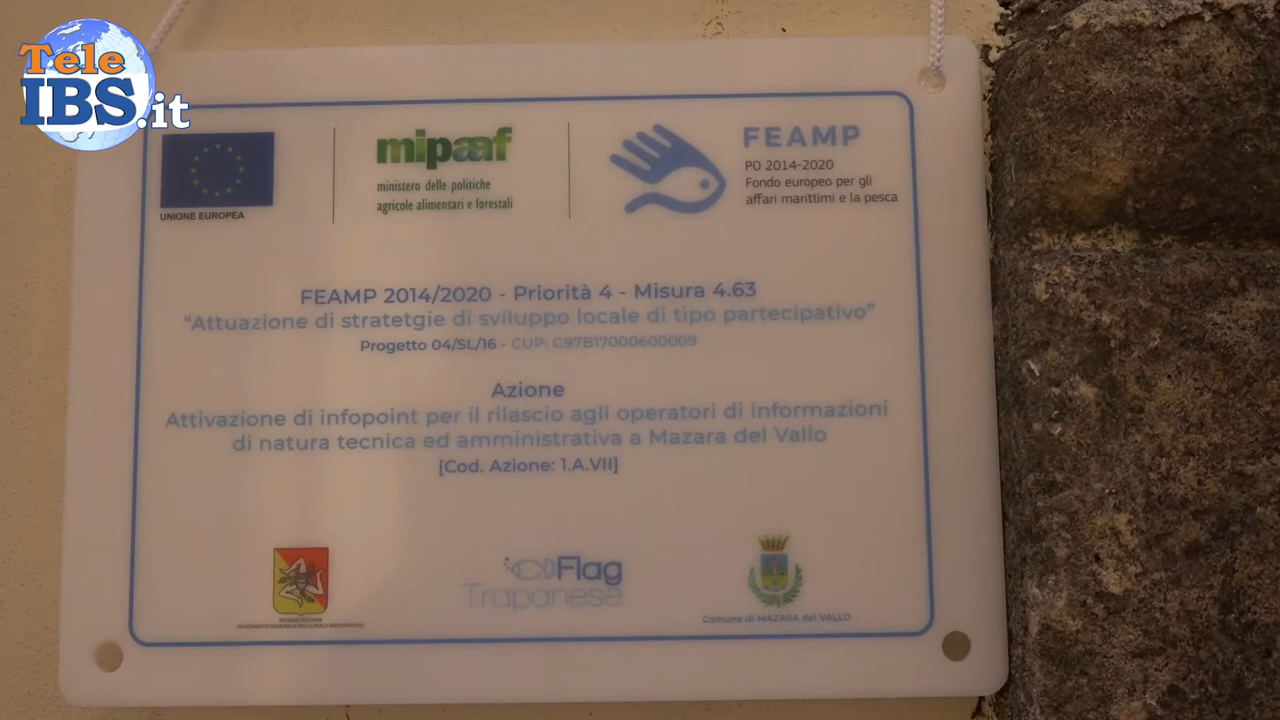 Tele
IBS.it
UNIONE EUROPEA
mipaaf
ministero delle politiche
agricole alimentari e forestali
FEAMP
PO 2014-2020
Fondo europeo per gli
affari marittimi e la pesca
FEAMP 2014/2020 - Priorità 4 - Misura 4.63
“Attuazione di stratetgie di sviluppo locale di tipo partecipativo”
Progetto 04/SL/16 - CUP: G97B17000600009
Azione
Attivazione di infopoint per il rilascio agli operatori di informazioni
di natura tecnica ed amministrativa a Mazara del Vallo
[Cod. Azione: 1.A.VII]
Flag
Trapanese
Comune di MAZARA del VALLO